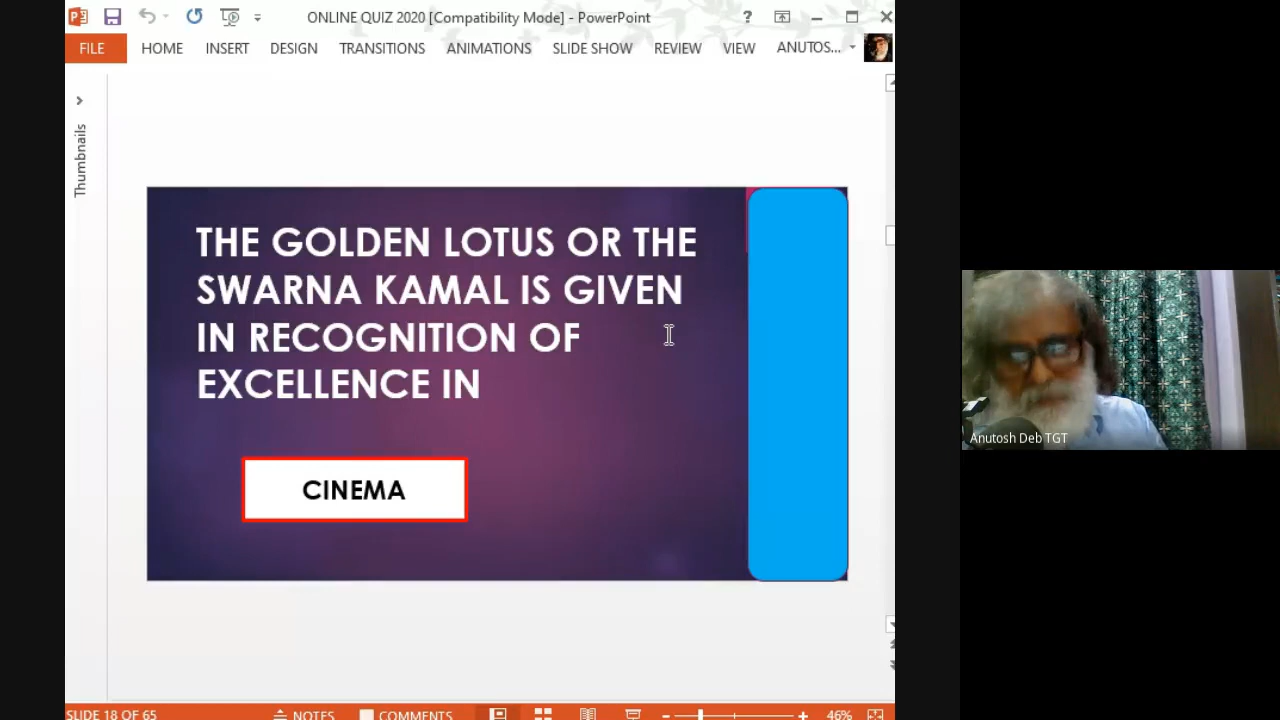 ONLINE QUIZ 2020 [Compatibility Mode] - PowerPoint
?
FILE HOME INSERT DESIGN TRANSITIONS ANIMATIONS SLIDE SHOW REVIEW VIEW ANUTOS...
Thumbnails
THE GOLDEN LOTUS OR THE
SWARNA KAMAL IS GIVEN
IN RECOGNITION OF
EXCELLENCE IN
CINEMA
Anutosh Deb TGT
SLIDE 18 OF 65 NOTES COMMENTS 46%